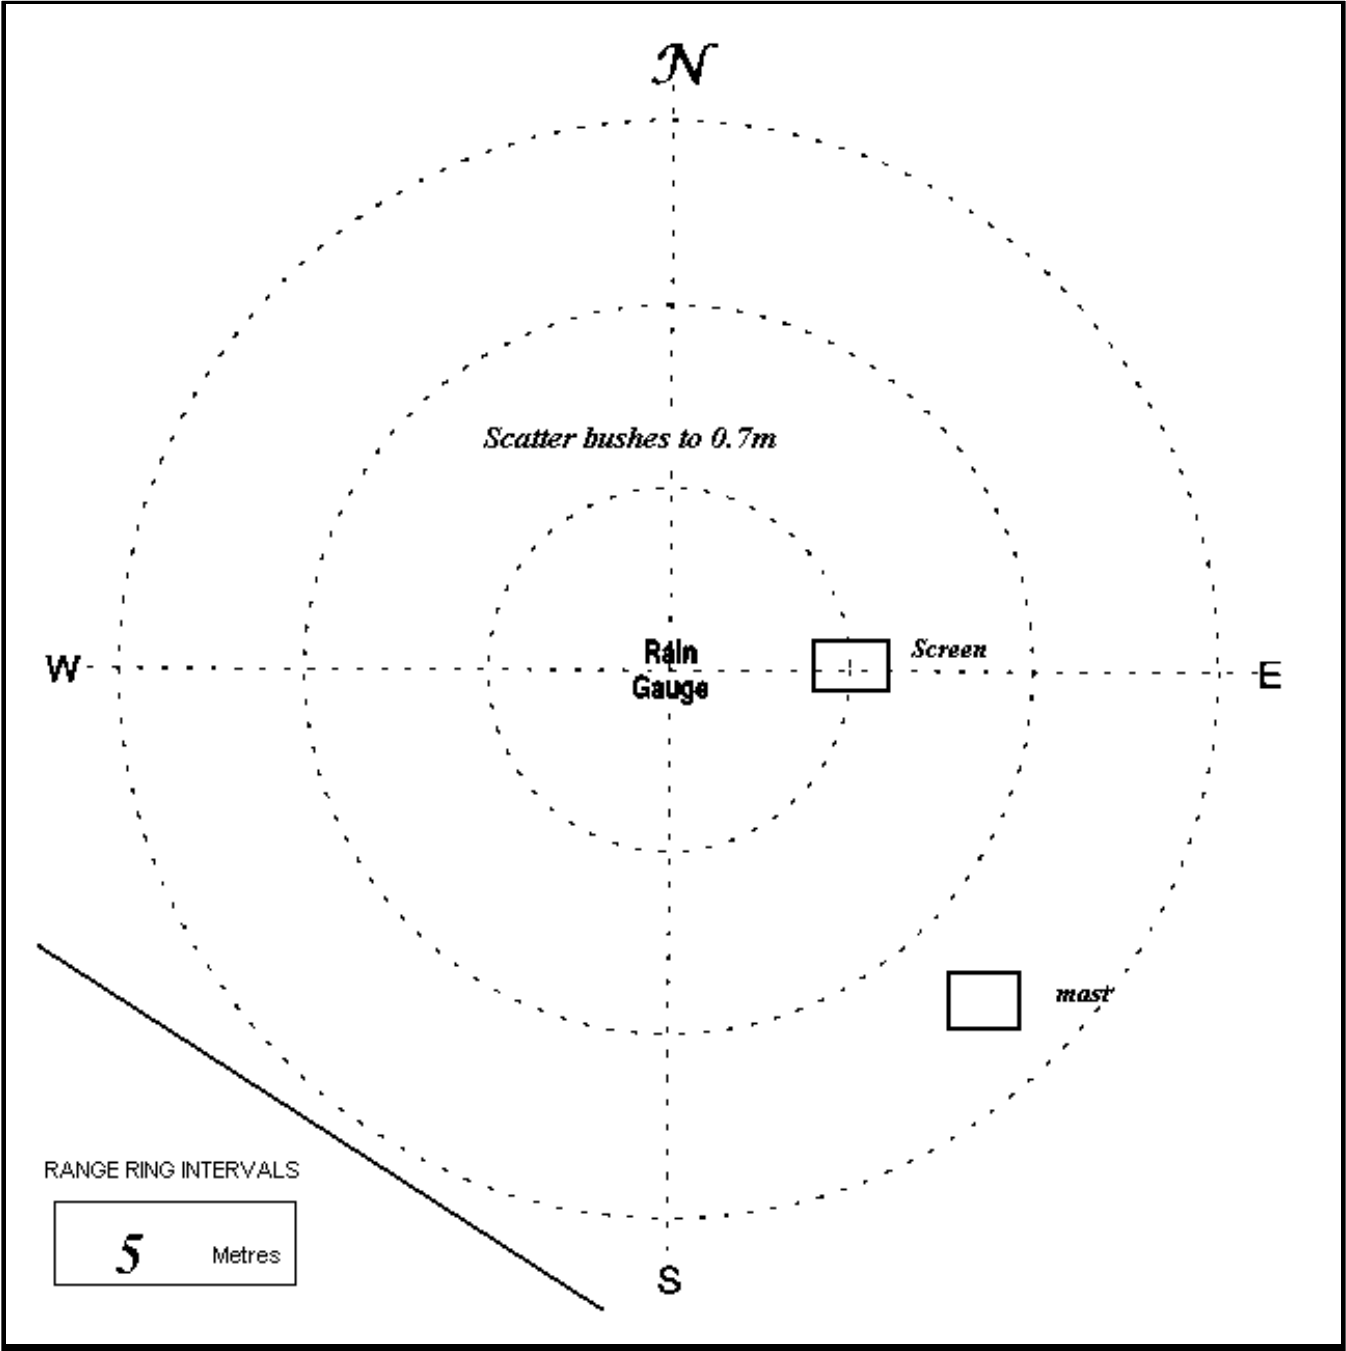 N
Scatter bushes to 0.7m
Rain
Gauge
Screen
W
E
mast
RANGE RING INTERVALS
5 Metres
S